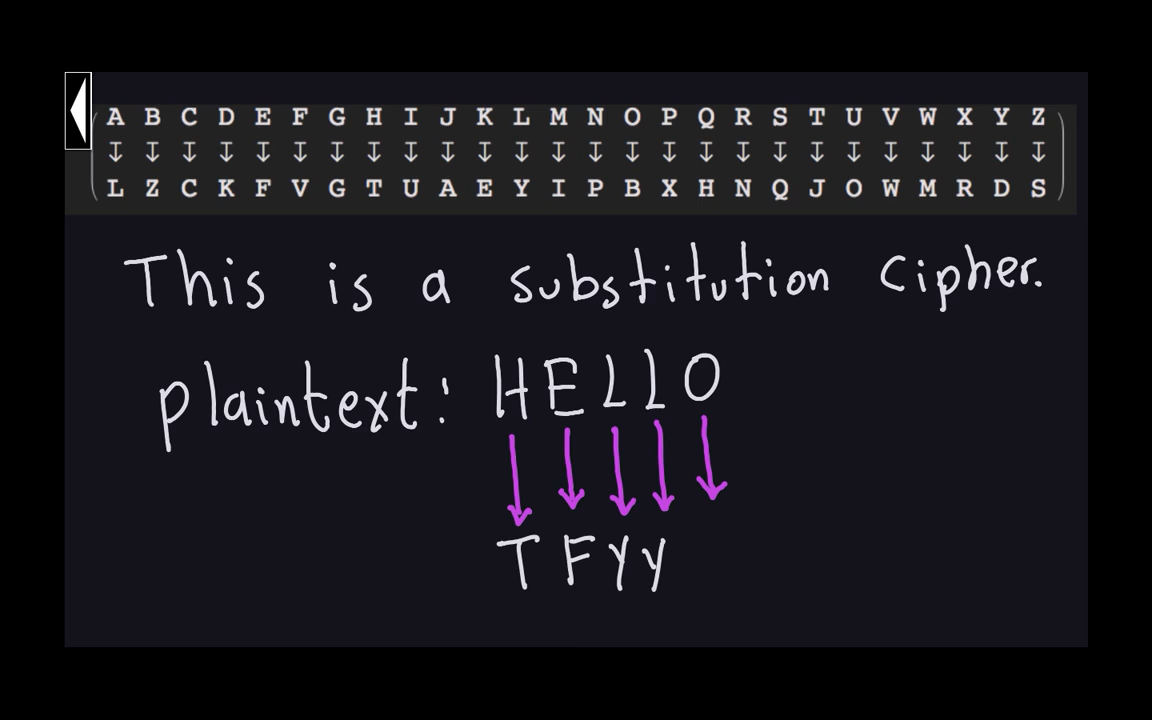 A B C D E F G H I J K L M N O P Q R S T U V W X Y Z
↓ ↓ ↓ ↓ ↓ ↓ ↓ ↓ ↓ ↓ ↓ ↓ ↓ ↓ ↓ ↓ ↓ ↓ ↓ ↓ ↓ ↓ ↓ ↓ ↓ ↓
L Z C K F V G T U A E Y I P B X H N Q J O W M R D S
This is a substitution cipher.
plaintext: HELLO
TFYY